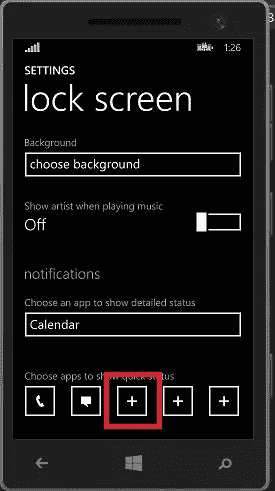 1:26
SETTINGS
lock screen
Background
choose background
Show artist when playing music
Off
notifications
Choose an app to show detailed status
Calendar
Choose apps to show quick status